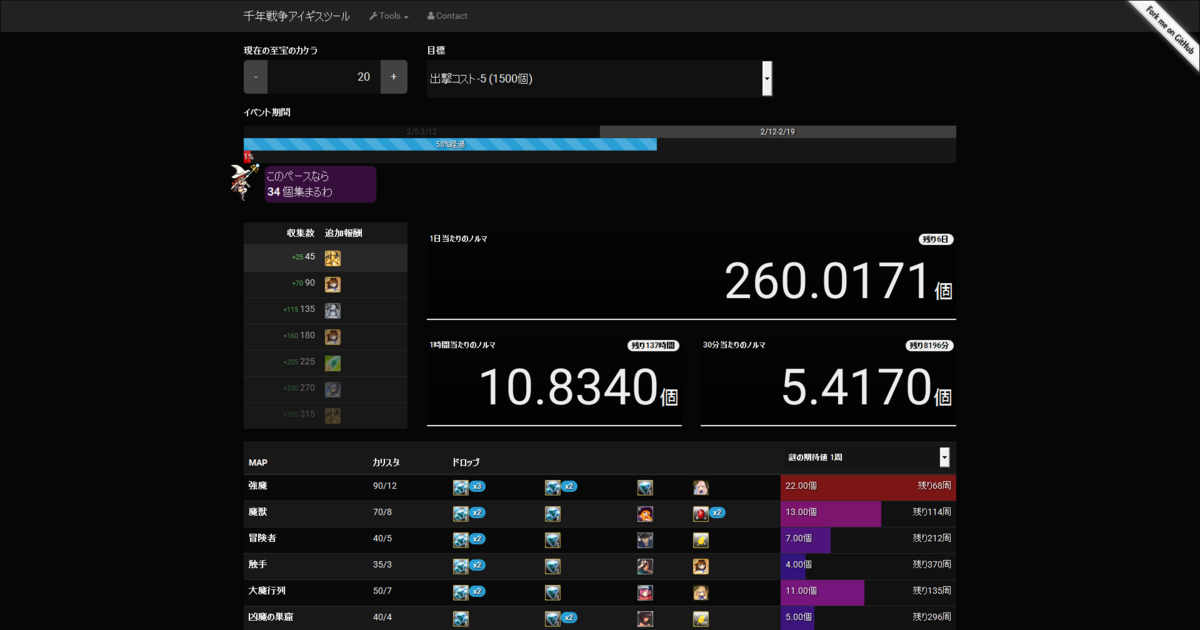 千年戦争アイギスツール Tools Contact
Fork me on GitHub
現在の至宝のカケラ 目標
- 20 + 出撃コスト-5 (1500個)
イベント期間
2/5-2/12 2/12-2/19
58%経過
1%
このペースなら
34 個集まるわ
収集数 追加報酬
+25 45
+70 90
+115 135
+160 180
+205 225
+250 270
+295 315
1日当たりのノルマ 残り6日
260.0171個
1時間当たりのノルマ 残り137時間
10.8340個
30分当たりのノルマ 残り8196分
5.4170個
MAP カリスタ ドロップ 謎の期待値 1周
強魔 90/12 x3 x2 22.00個 残り68周
魔獣 70/8 x2 x2 13.00個 残り114周
冒険者 40/5 x2 7.00個 残り212周
触手 35/3 x2 4.00個 残り370周
大魔行列 50/7 x2 11.00個 残り135周
凶魔の巣窟 40/4 x2 5.00個 残り296周